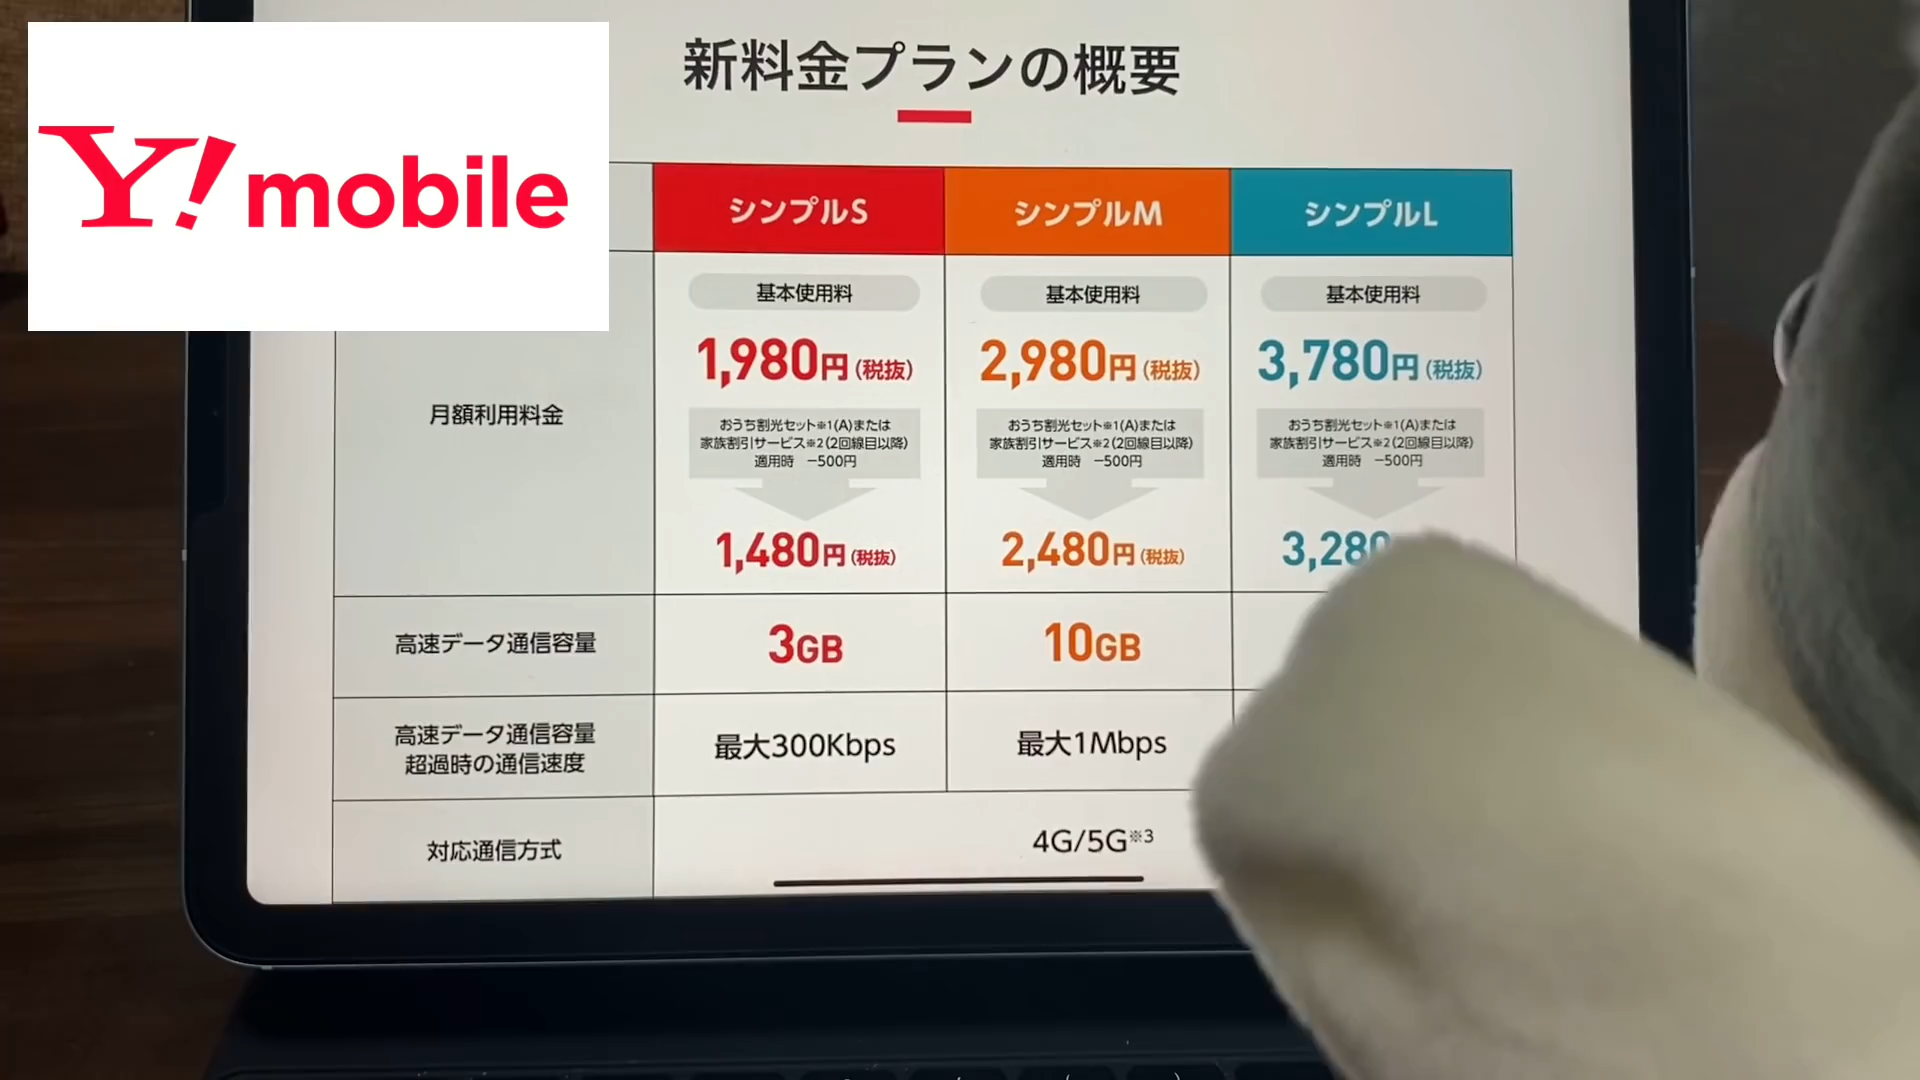 新料金プランの概要
Y!mobile
シンプルS
シンプルM
シンプルL
月額利用料金
基本使用料
1,980円(税抜)
おうち割光セット※1(A)または
家族割引サービス※2(2回線目以降)
適用時 −500円
1,480円(税抜)
基本使用料
2,980円(税抜)
おうち割光セット※1(A)または
家族割引サービス※2(2回線目以降)
適用時 −500円
2,480円(税抜)
基本使用料
3,780円(税抜)
おうち割光セット※1(A)または
家族割引サービス※2(2回線目以降)
適用時 −500円
3,280
高速データ通信容量
3GB
10GB
高速データ通信容量
超過時の通信速度
最大300Kbps
最大1Mbps
対応通信方式
4G/5G※3